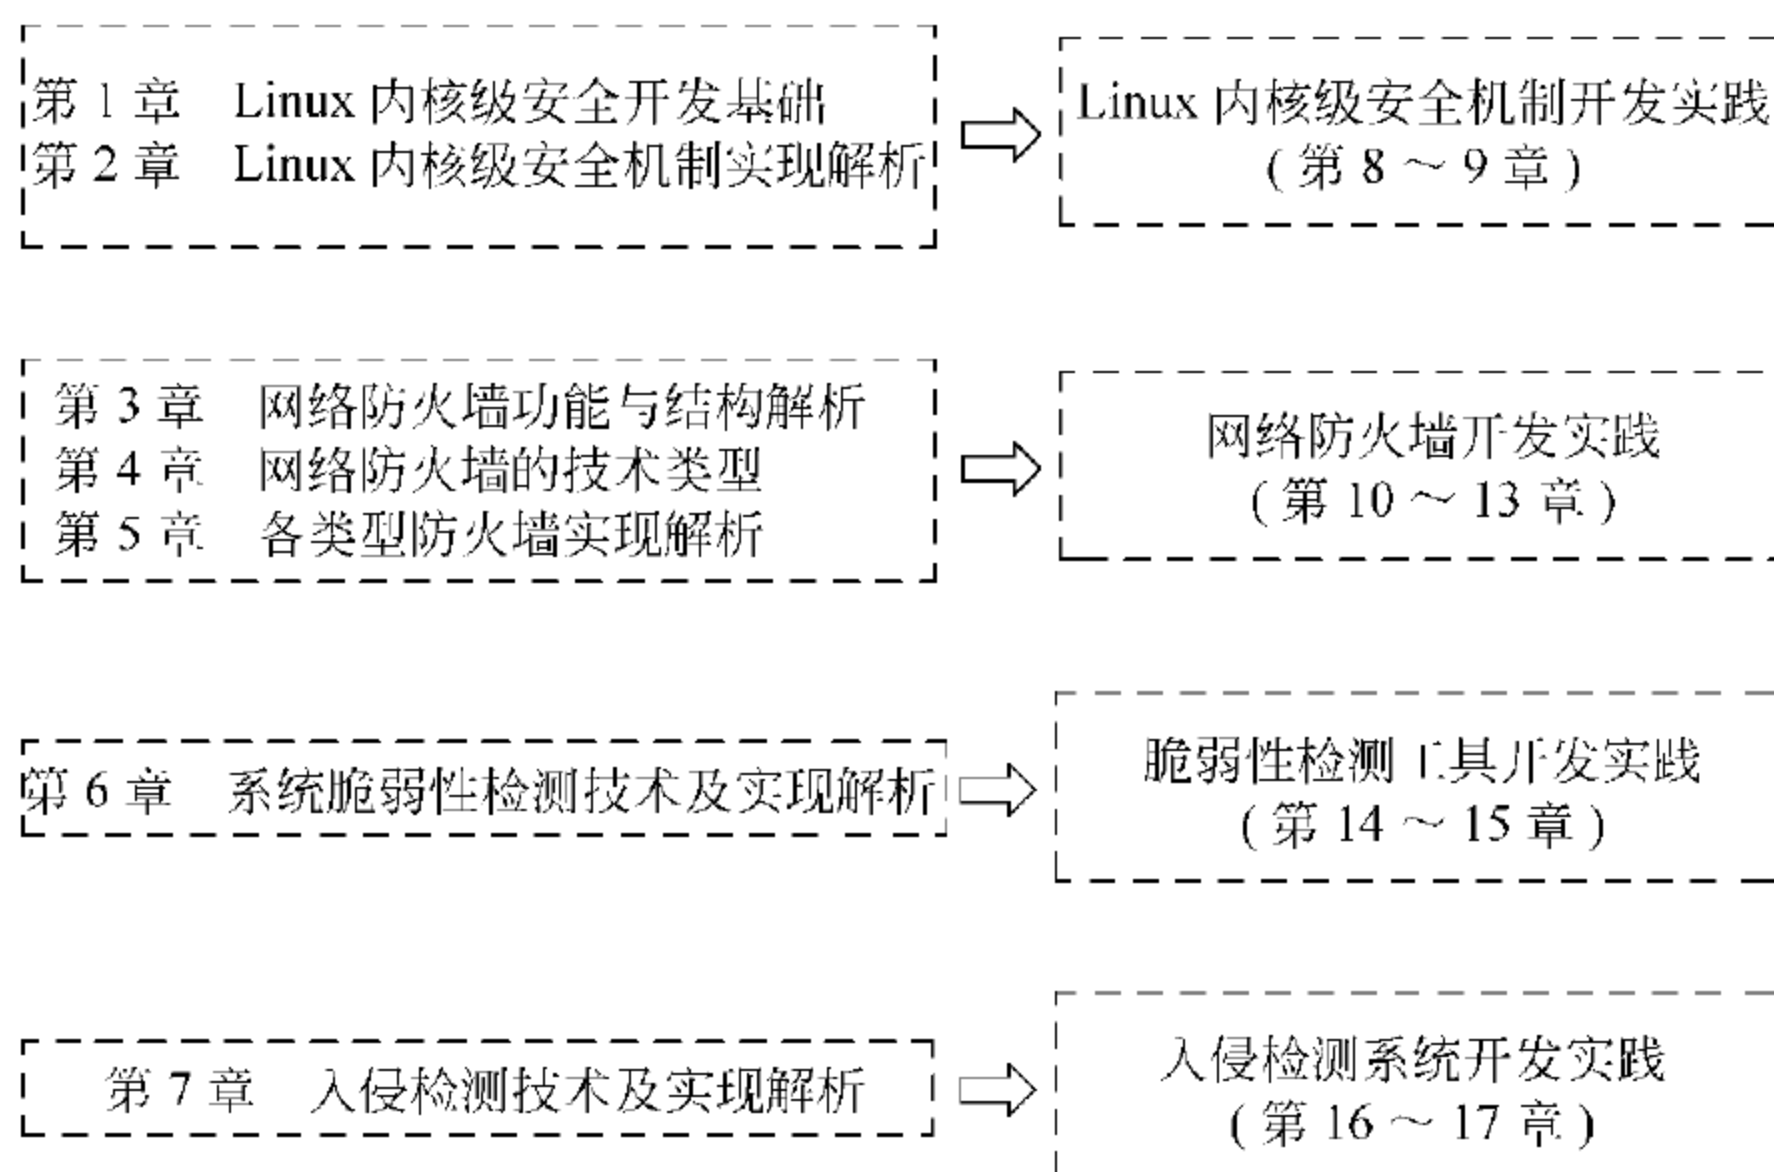 第 1 章 Linux 内核级安全开发基础
第 2 章 Linux 内核级安全机制实现解析
Linux 内核级安全机制开发实践
( 第 8 ~ 9 章 )
第 3 章 网络防火墙功能与结构解析
第 4 章 网络防火墙的技术类型
第 5 章 各类型防火墙实现解析
网络防火墙开发实践
( 第 10 ~ 13 章 )
第 6 章 系统脆弱性检测技术及实现解析
脆弱性检测工具开发实践
( 第 14 ~ 15 章 )
第 7 章 入侵检测技术及实现解析
入侵检测系统开发实践
( 第 16 ~ 17 章 )